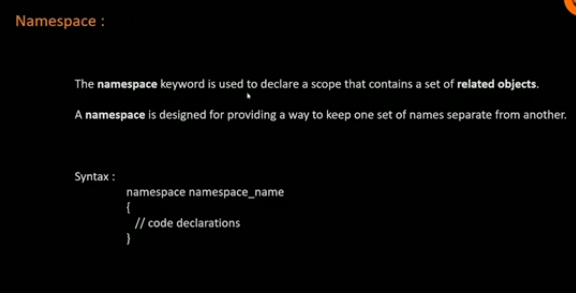 Namespace :
The namespace keyword is used to declare a scope that contains a set of related objects.
A namespace is designed for providing a way to keep one set of names separate from another.
Syntax :
namespace namespace_name
{
// code declarations
}